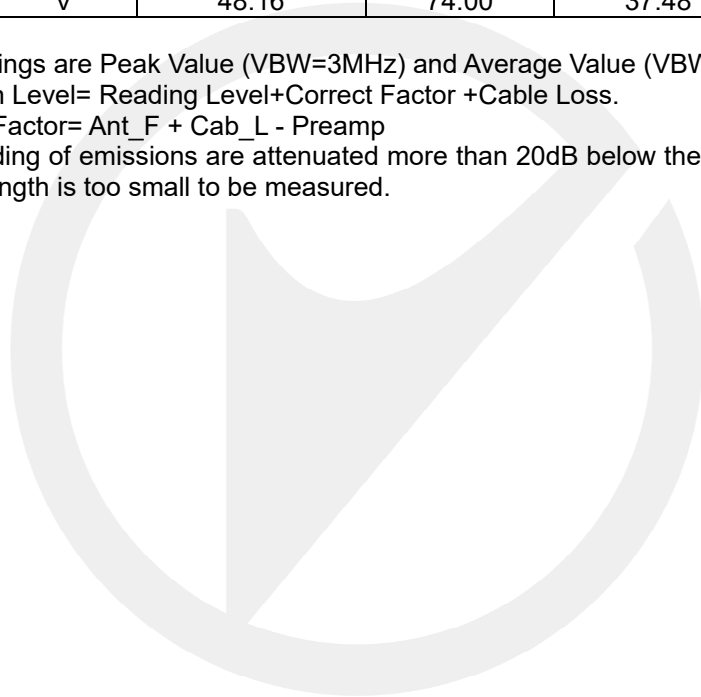 V 48.16 74.00 37.48
ings are Peak Value (VBW=3MHz) and Average Value (VBW
n Level= Reading Level+Correct Factor +Cable Loss.
Factor= Ant_F + Cab_L - Preamp
ding of emissions are attenuated more than 20dB below the
ngth is too small to be measured.